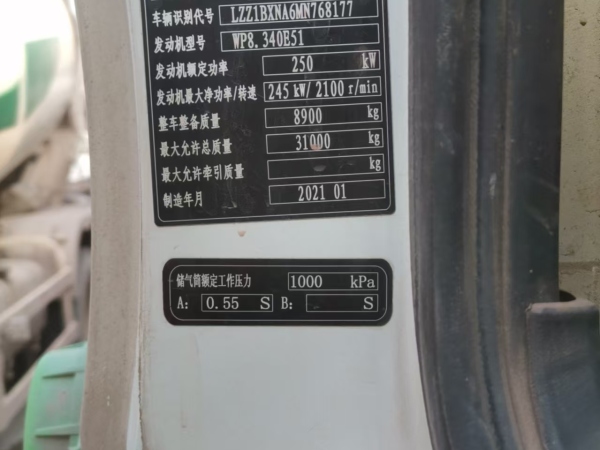 车辆识别代号 LZZ1BXNA6MN768177
发动机型号 WP8.340E51
发动机额定功率 250 kW
发动机最大净功率/转速 245 kW/ 2100 r/min
整车整备质量 8900 kg
最大允许总质量 31000 kg
最大允许牵引质量 kg
制造年月 2021 01
储气筒额定工作压力 1000 kPa
A: 0.55 S B: S